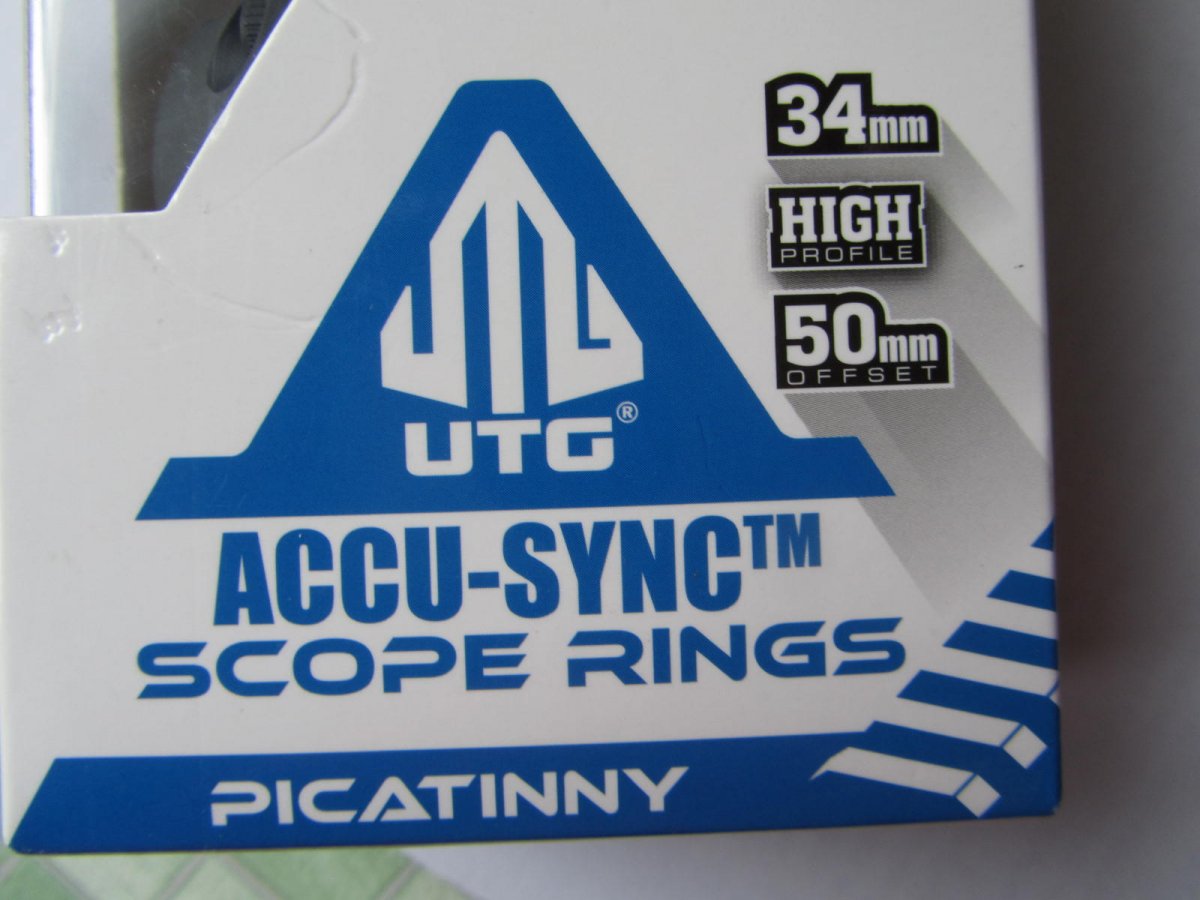 34mm
HIGH
PROFILE
50mm
OFFSET
UTG®
ACCU-SYNC™
SCOPE RINGS
PICATINNY